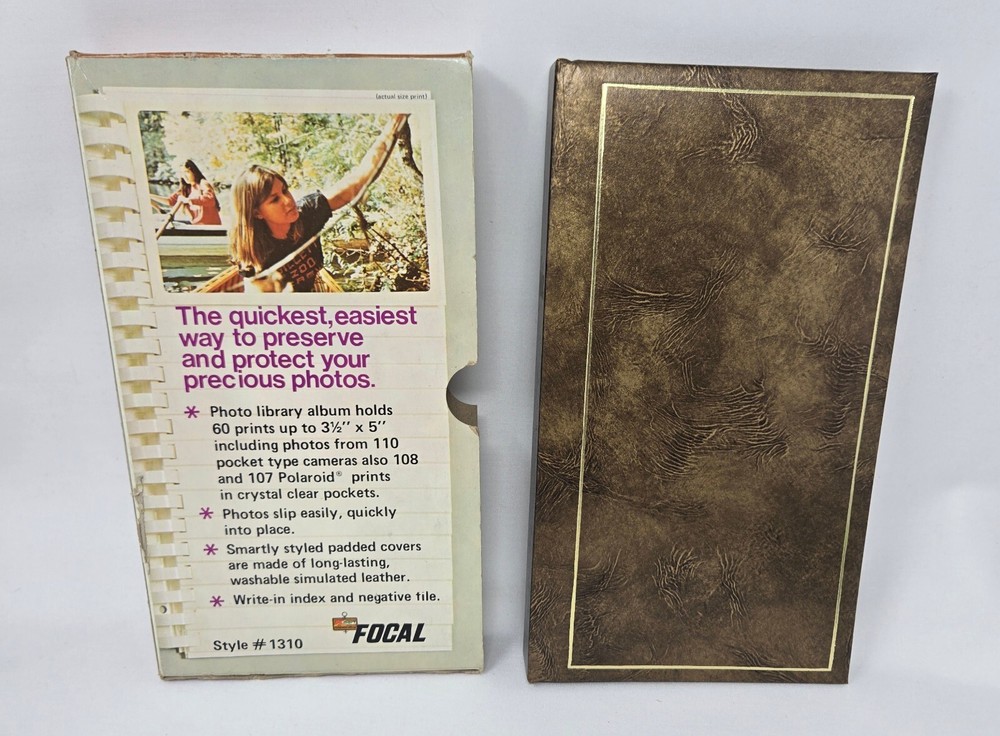 (actual size print)
The quickest, easiest
way to preserve
and protect your
precious photos.
* Photo library album holds
60 prints up to 3½" x 5"
including photos from 110
pocket type cameras also 108
and 107 Polaroid® prints
in crystal clear pockets.
* Photos slip easily, quickly
into place.
* Smartly styled padded covers
are made of long-lasting,
washable simulated leather.
* Write-in index and negative file.
FOCAL
Style # 1310